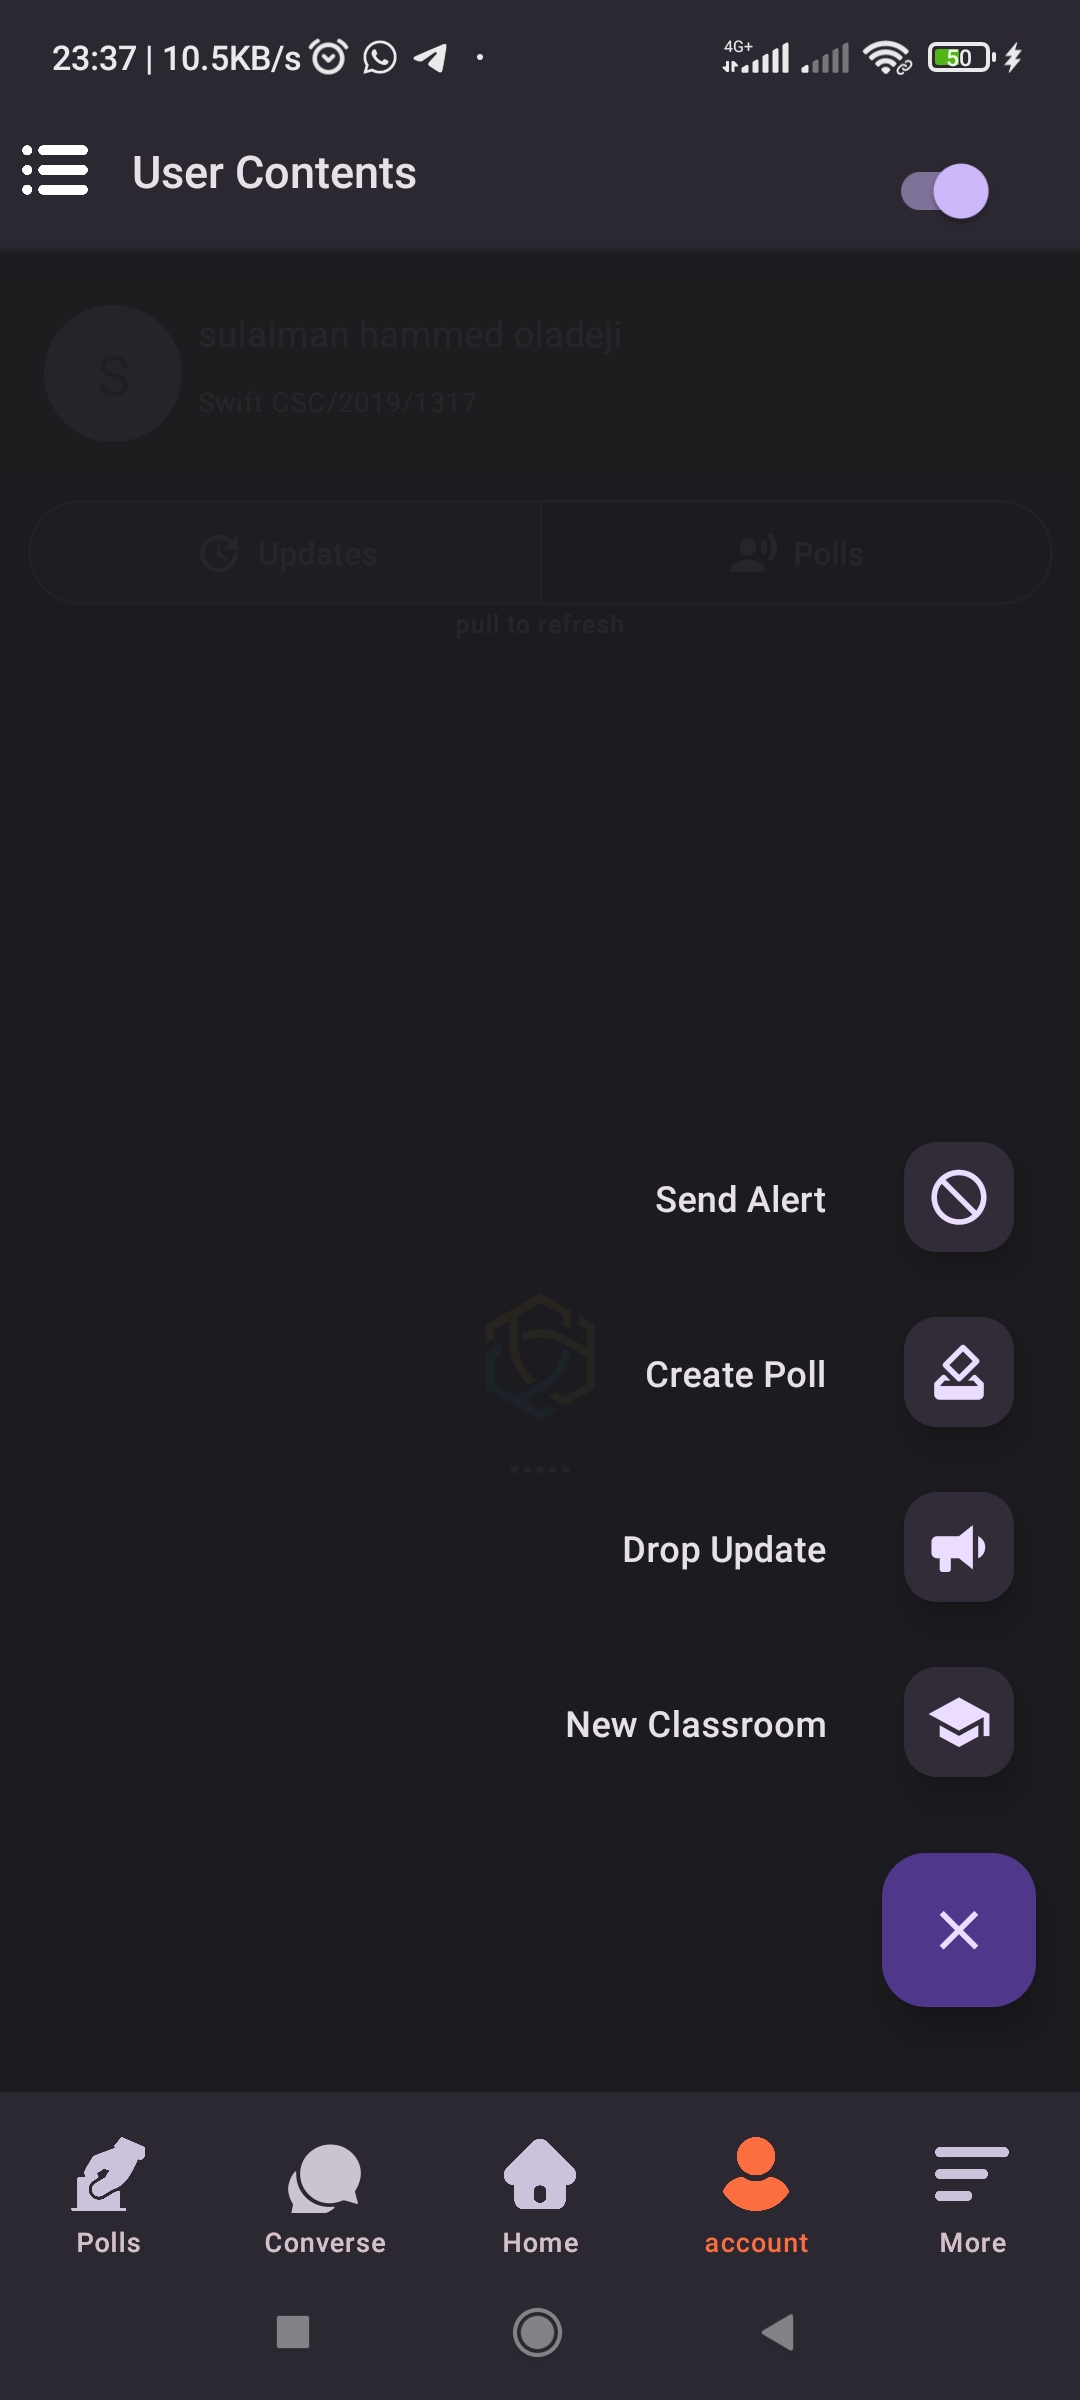 23:37 | 10.5KB/s
4G+
50
User Contents
S
sulaiman hammed oladeji
Swift CSC/2019/1317
Updates
Polls
pull to refresh
Send Alert
Create Poll
Drop Update
New Classroom
Polls
Converse
Home
account
More